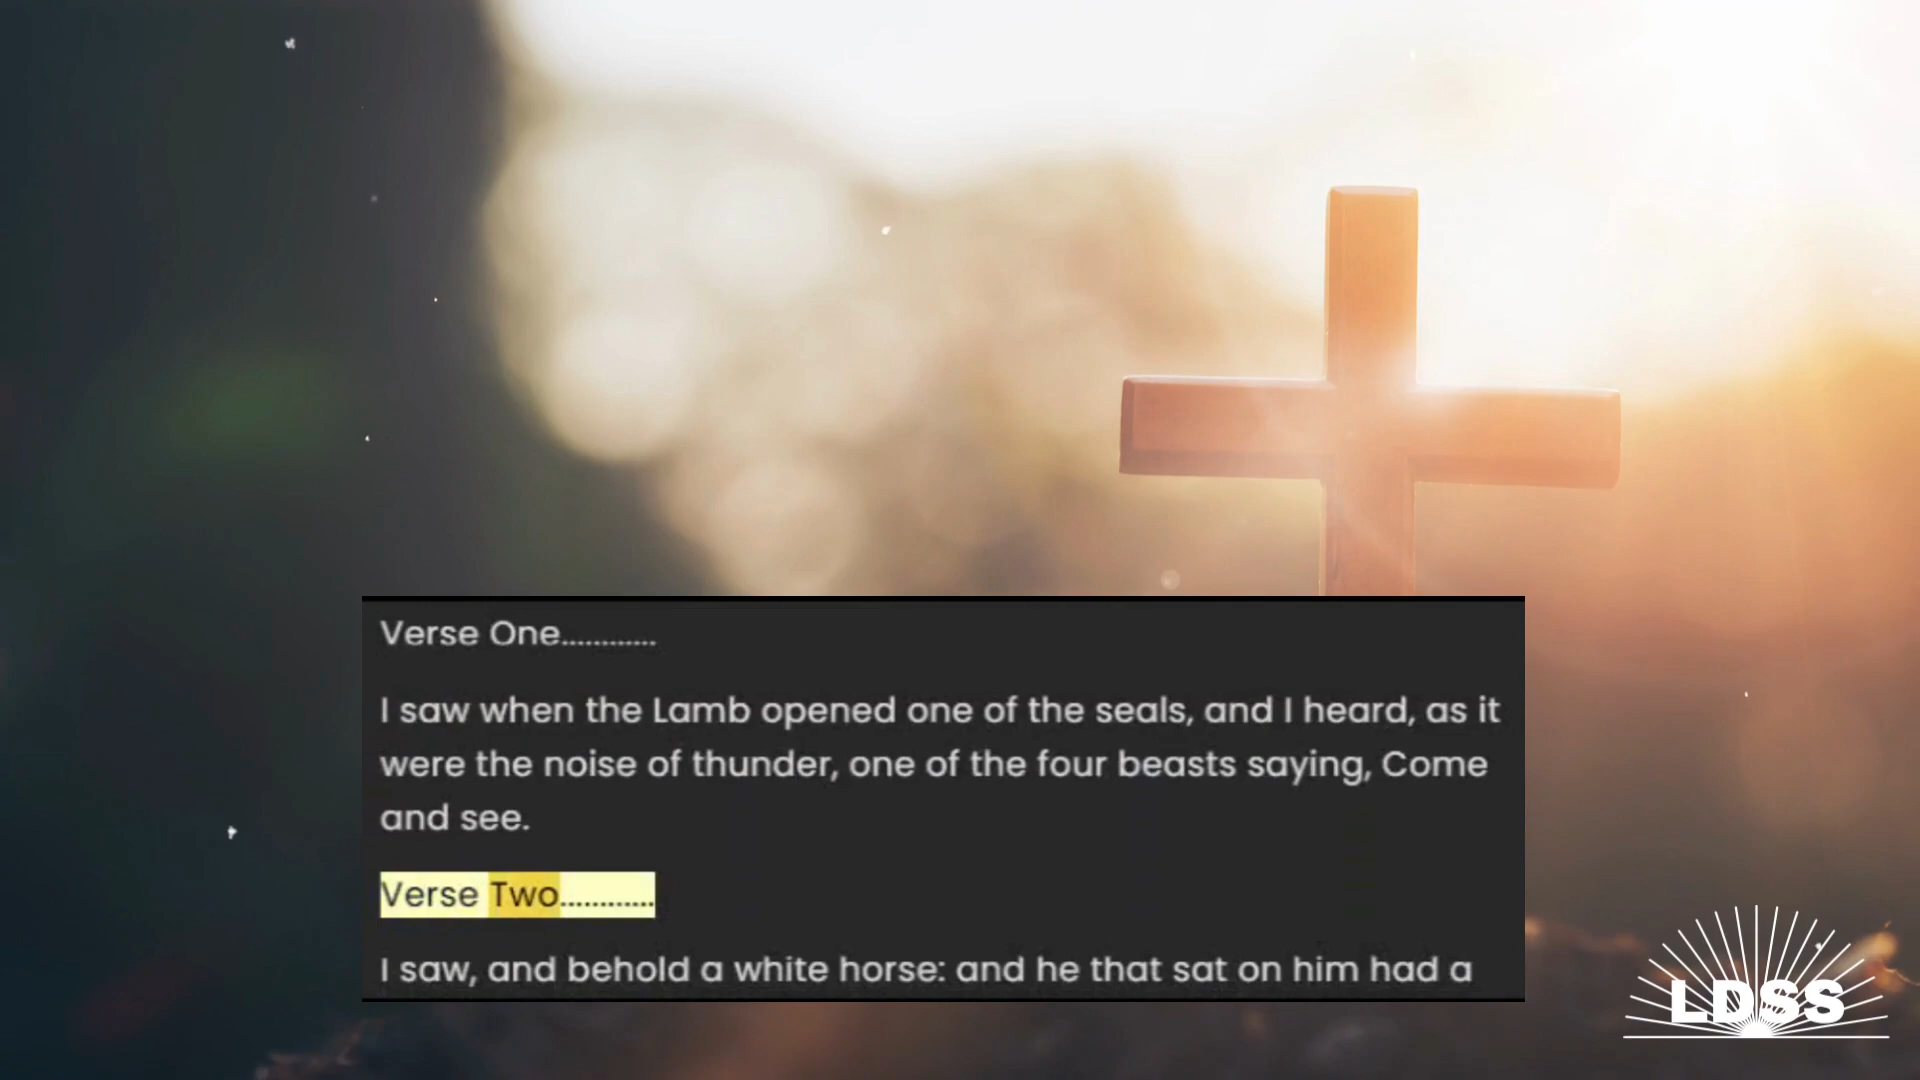 Verse One............
I saw when the Lamb opened one of the seals, and I heard, as it
were the noise of thunder, one of the four beasts saying, Come
and see.
Verse Two............
I saw, and behold a white horse: and he that sat on him had a
LDSS